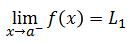 lim f(x) = L₁
x→a⁻